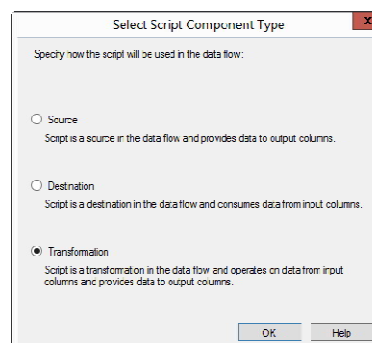 Select Script Component Type
x
Specify how the script will be used in the data flow:
Source
Script is a source in the data flow and provides data to output columns.
Destination
Script is a destination in the data flow and consumes data from input columns.
Transformation
Script is a transformation in the data flow and operates on data from input
columns and provides data to output columns.
OK Help